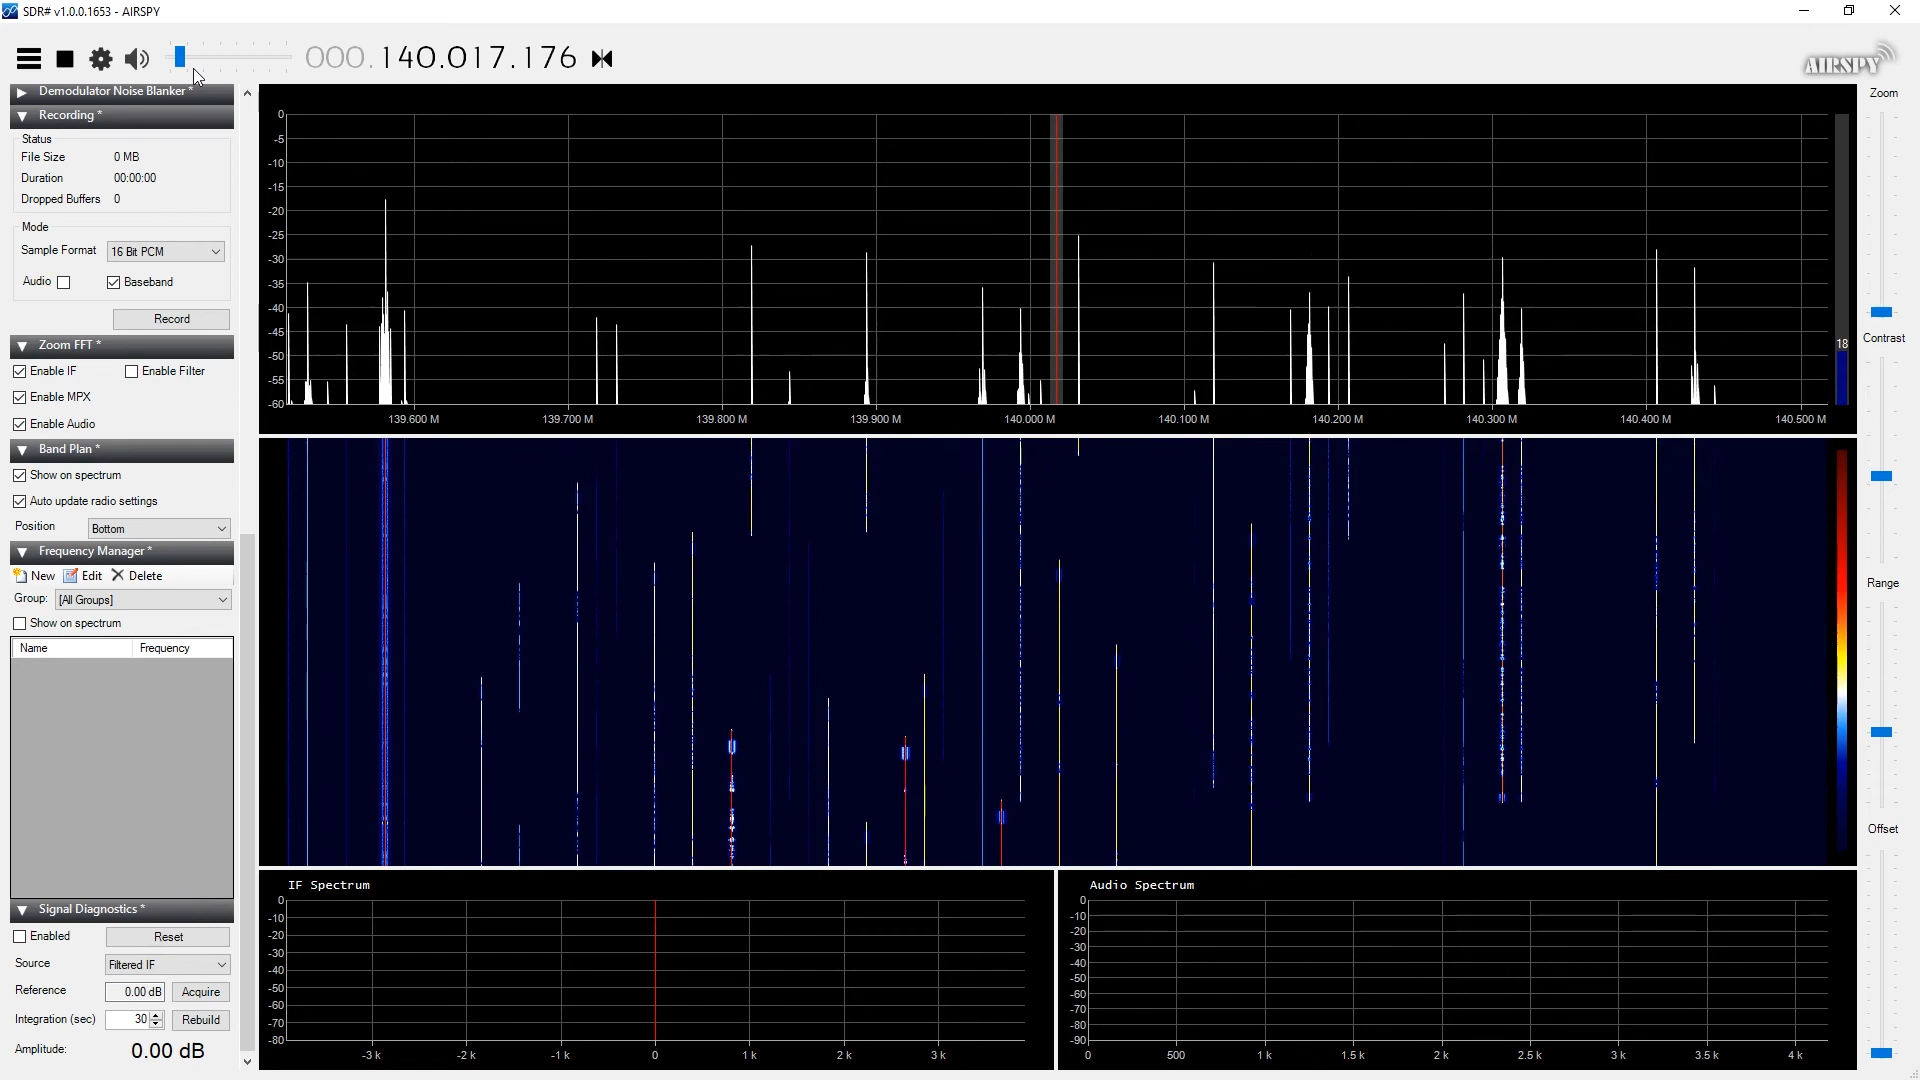 SDR# v1.0.0.1653 - AIRSPY
000.140.017.176
AIRSPY
Demodulator Noise Blanker *
Recording *
Status
File Size 0 MB
Duration 00:00:00
Dropped Buffers 0
Mode
Sample Format 16 Bit PCM
Audio Baseband
Record
Zoom FFT *
Enable IF Enable Filter
Enable MPX
Enable Audio
Band Plan *
Show on spectrum
Auto update radio settings
Position Bottom
Frequency Manager *
New Edit Delete
Group: [All Groups]
Show on spectrum
Name Frequency
Signal Diagnostics *
Enabled Reset
Source Filtered IF
Reference 0.00 dB Acquire
Integration (sec) 30 Rebuild
Amplitude: 0.00 dB
0
-5
-10
-15
-20
-25
-30
-35
-40
-45
-50
-55
-60
139.600 M 139.700 M 139.800 M 139.900 M 140.000 M 140.100 M 140.200 M 140.300 M 140.400 M 140.500 M
18
Zoom
Contrast
Range
Offset
IF Spectrum
0
-10
-20
-30
-40
-50
-60
-70
-80
-3 k -2 k -1 k 0 1 k 2 k 3 k
Audio Spectrum
0
-10
-20
-30
-40
-50
-60
-70
-80
-90
0 500 1 k 1.5 k 2 k 2.5 k 3 k 3.5 k 4 k